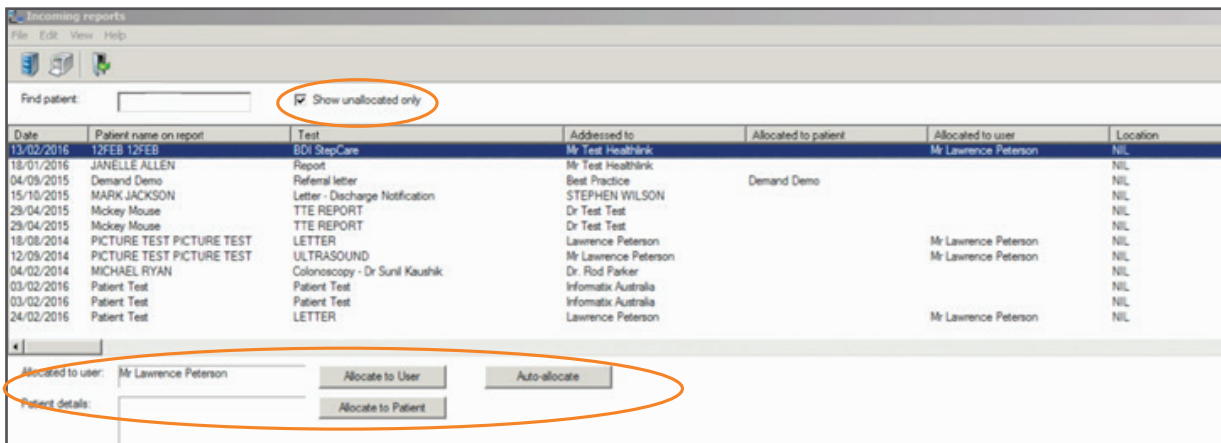 Incoming reports
File Edit View Help
Find patient: Show unallocated only
Date Patient name on report Test Addressed to Allocated to patient Allocated to user Location
13/02/2016 12FEB 12FEB BDI StepCare Mr Test Healthlink Mr Lawrence Peterson NIL
18/01/2016 JANELLE ALLEN Report Mr Test Healthlink NIL
04/09/2015 Demand Demo Referral letter Best Practice Demand Demo NIL
15/10/2015 MARK JACKSON Letter - Discharge Notification STEPHEN WILSON NIL
29/04/2015 Mickey Mouse TTE REPORT Dr Test Test NIL
29/04/2015 Mickey Mouse TTE REPORT Dr Test Test NIL
18/08/2014 PICTURE TEST PICTURE TEST LETTER Lawrence Peterson Mr Lawrence Peterson NIL
12/09/2014 PICTURE TEST PICTURE TEST ULTRASOUND Mr Lawrence Peterson Mr Lawrence Peterson NIL
04/02/2014 MICHAEL RYAN Colonoscopy - Dr Sunil Kaushik Dr. Rod Parker NIL
03/02/2016 Patient Test Patient Test Informatix Australia NIL
03/02/2016 Patient Test Patient Test Informatix Australia NIL
24/02/2016 Patient Test LETTER Lawrence Peterson Mr Lawrence Peterson NIL
Allocated to user: Mr Lawrence Peterson Allocate to User Auto-allocate
Patient details: Allocate to Patient